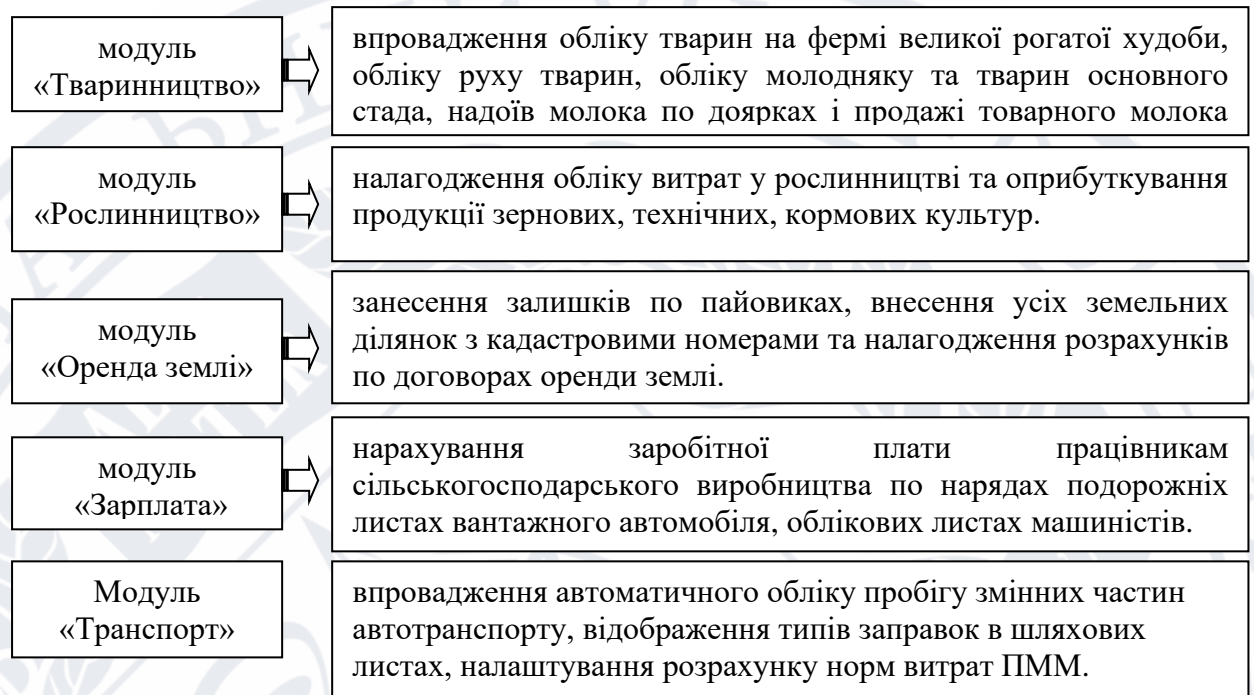 модуль
«Тваринництво»
впровадження обліку тварин на фермі великої рогатої худоби,
обліку руху тварин, обліку молодняку та тварин основного
стада, надоїв молока по доярках і продажі товарного молока
модуль
«Рослинництво»
налагодження обліку витрат у рослинництві та оприбуткування
продукції зернових, технічних, кормових культур.
модуль
«Оренда землі»
занесення залишків по пайовиках, внесення усіх земельних
ділянок з кадастровими номерами та налагодження розрахунків
по договорах оренди землі.
модуль
«Зарплата»
нарахування заробітної плати працівникам
сільськогосподарського виробництва по нарядах подорожніх
листах вантажного автомобіля, облікових листах машиністів.
Модуль
«Транспорт»
впровадження автоматичного обліку пробігу змінних частин
автотранспорту, відображення типів заправок в шляхових
листах, налаштування розрахунку норм витрат ПММ.